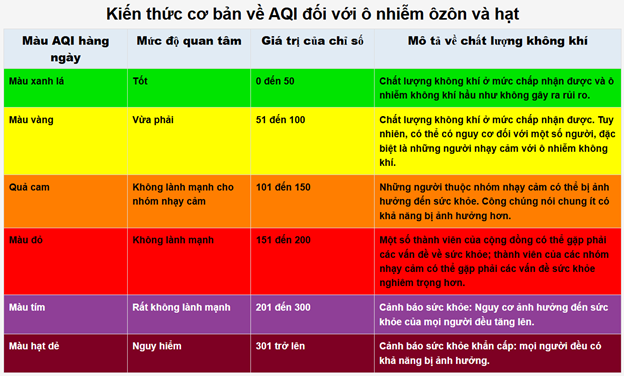 Kiến thức cơ bản về AQI đối với ô nhiễm ôzôn và hạt
Màu AQI hàng ngày
Mức độ quan tâm
Giá trị của chỉ số
Mô tả về chất lượng không khí
Màu xanh lá
Tốt
0 đến 50
Chất lượng không khí ở mức chấp nhận được và ô
nhiễm không khí hầu như không gây ra rủi ro.
Màu vàng
Vừa phải
51 đến 100
Chất lượng không khí ở mức chấp nhận được. Tuy
nhiên, có thể có nguy cơ đối với một số người, đặc
biệt là những người nhạy cảm với ô nhiễm không
khí.
Quả cam
Không lành mạnh cho
nhóm nhạy cảm
101 đến 150
Những người thuộc nhóm nhạy cảm có thể bị ảnh
hưởng đến sức khỏe. Công chúng nói chung ít có
khả năng bị ảnh hưởng hơn.
Màu đỏ
Không lành mạnh
151 đến 200
Một số thành viên của cộng đồng có thể gặp phải
các vấn đề về sức khỏe; thành viên của các nhóm
nhạy cảm có thể gặp phải các vấn đề sức khỏe
nghiêm trọng hơn.
Màu tím
Rất không lành mạnh
201 đến 300
Cảnh báo sức khỏe: Nguy cơ ảnh hưởng đến sức
khỏe của mọi người đều tăng lên.
Màu hạt dẻ
Nguy hiểm
301 trở lên
Cảnh báo sức khỏe khẩn cấp: mọi người đều có
khả năng bị ảnh hưởng.